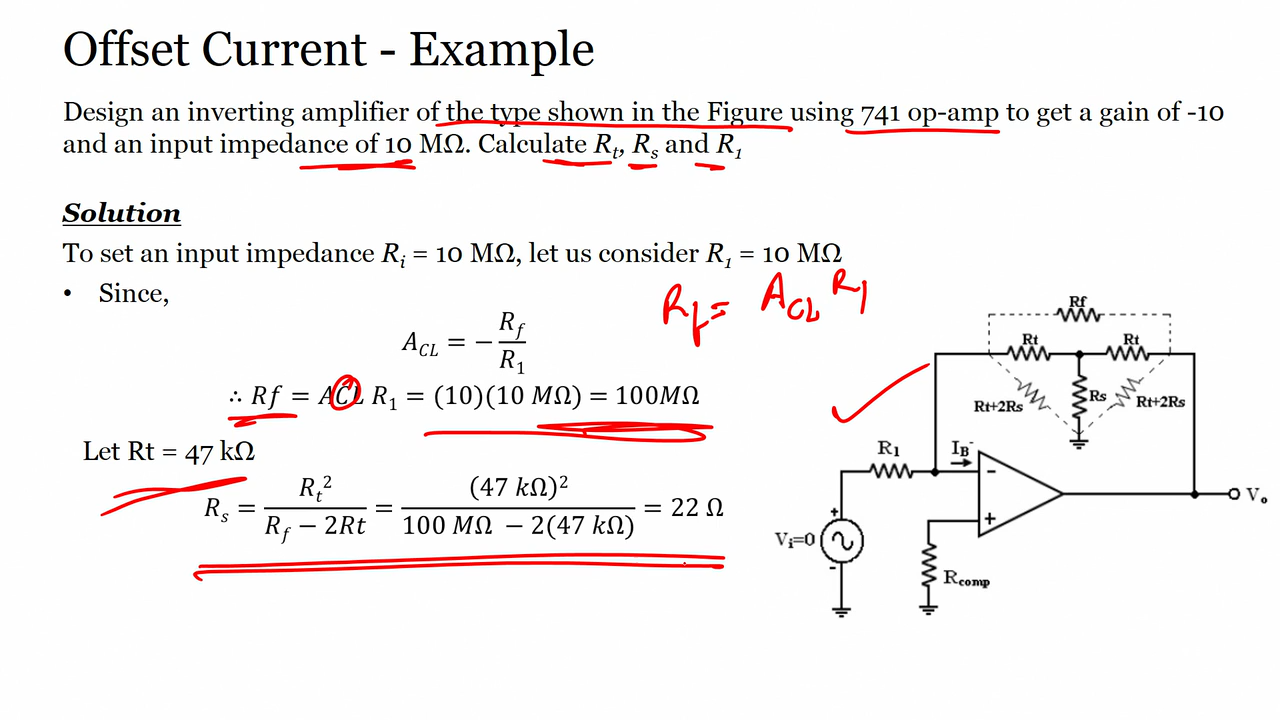 Offset Current - Example
Design an inverting amplifier of the type shown in the Figure using 741 op-amp to get a gain of -10
and an input impedance of 10 MΩ. Calculate Rt, Rs and R1
Solution
To set an input impedance Ri = 10 MΩ, let us consider R1 = 10 MΩ
• Since,
Rf = ACL R1
ACL = − Rf / R1
∴ Rf = ACL R1 = (10)(10 MΩ) = 100MΩ
Let Rt = 47 kΩ
Rs = Rt² / (Rf − 2Rt) = (47 kΩ)² / (100 MΩ − 2(47 kΩ)) = 22 Ω
Rf
Rt Rt
Rt+2Rs Rs Rt+2Rs
R1 IB-
-
+ Vo
+
Vi=0
-
Rcomp